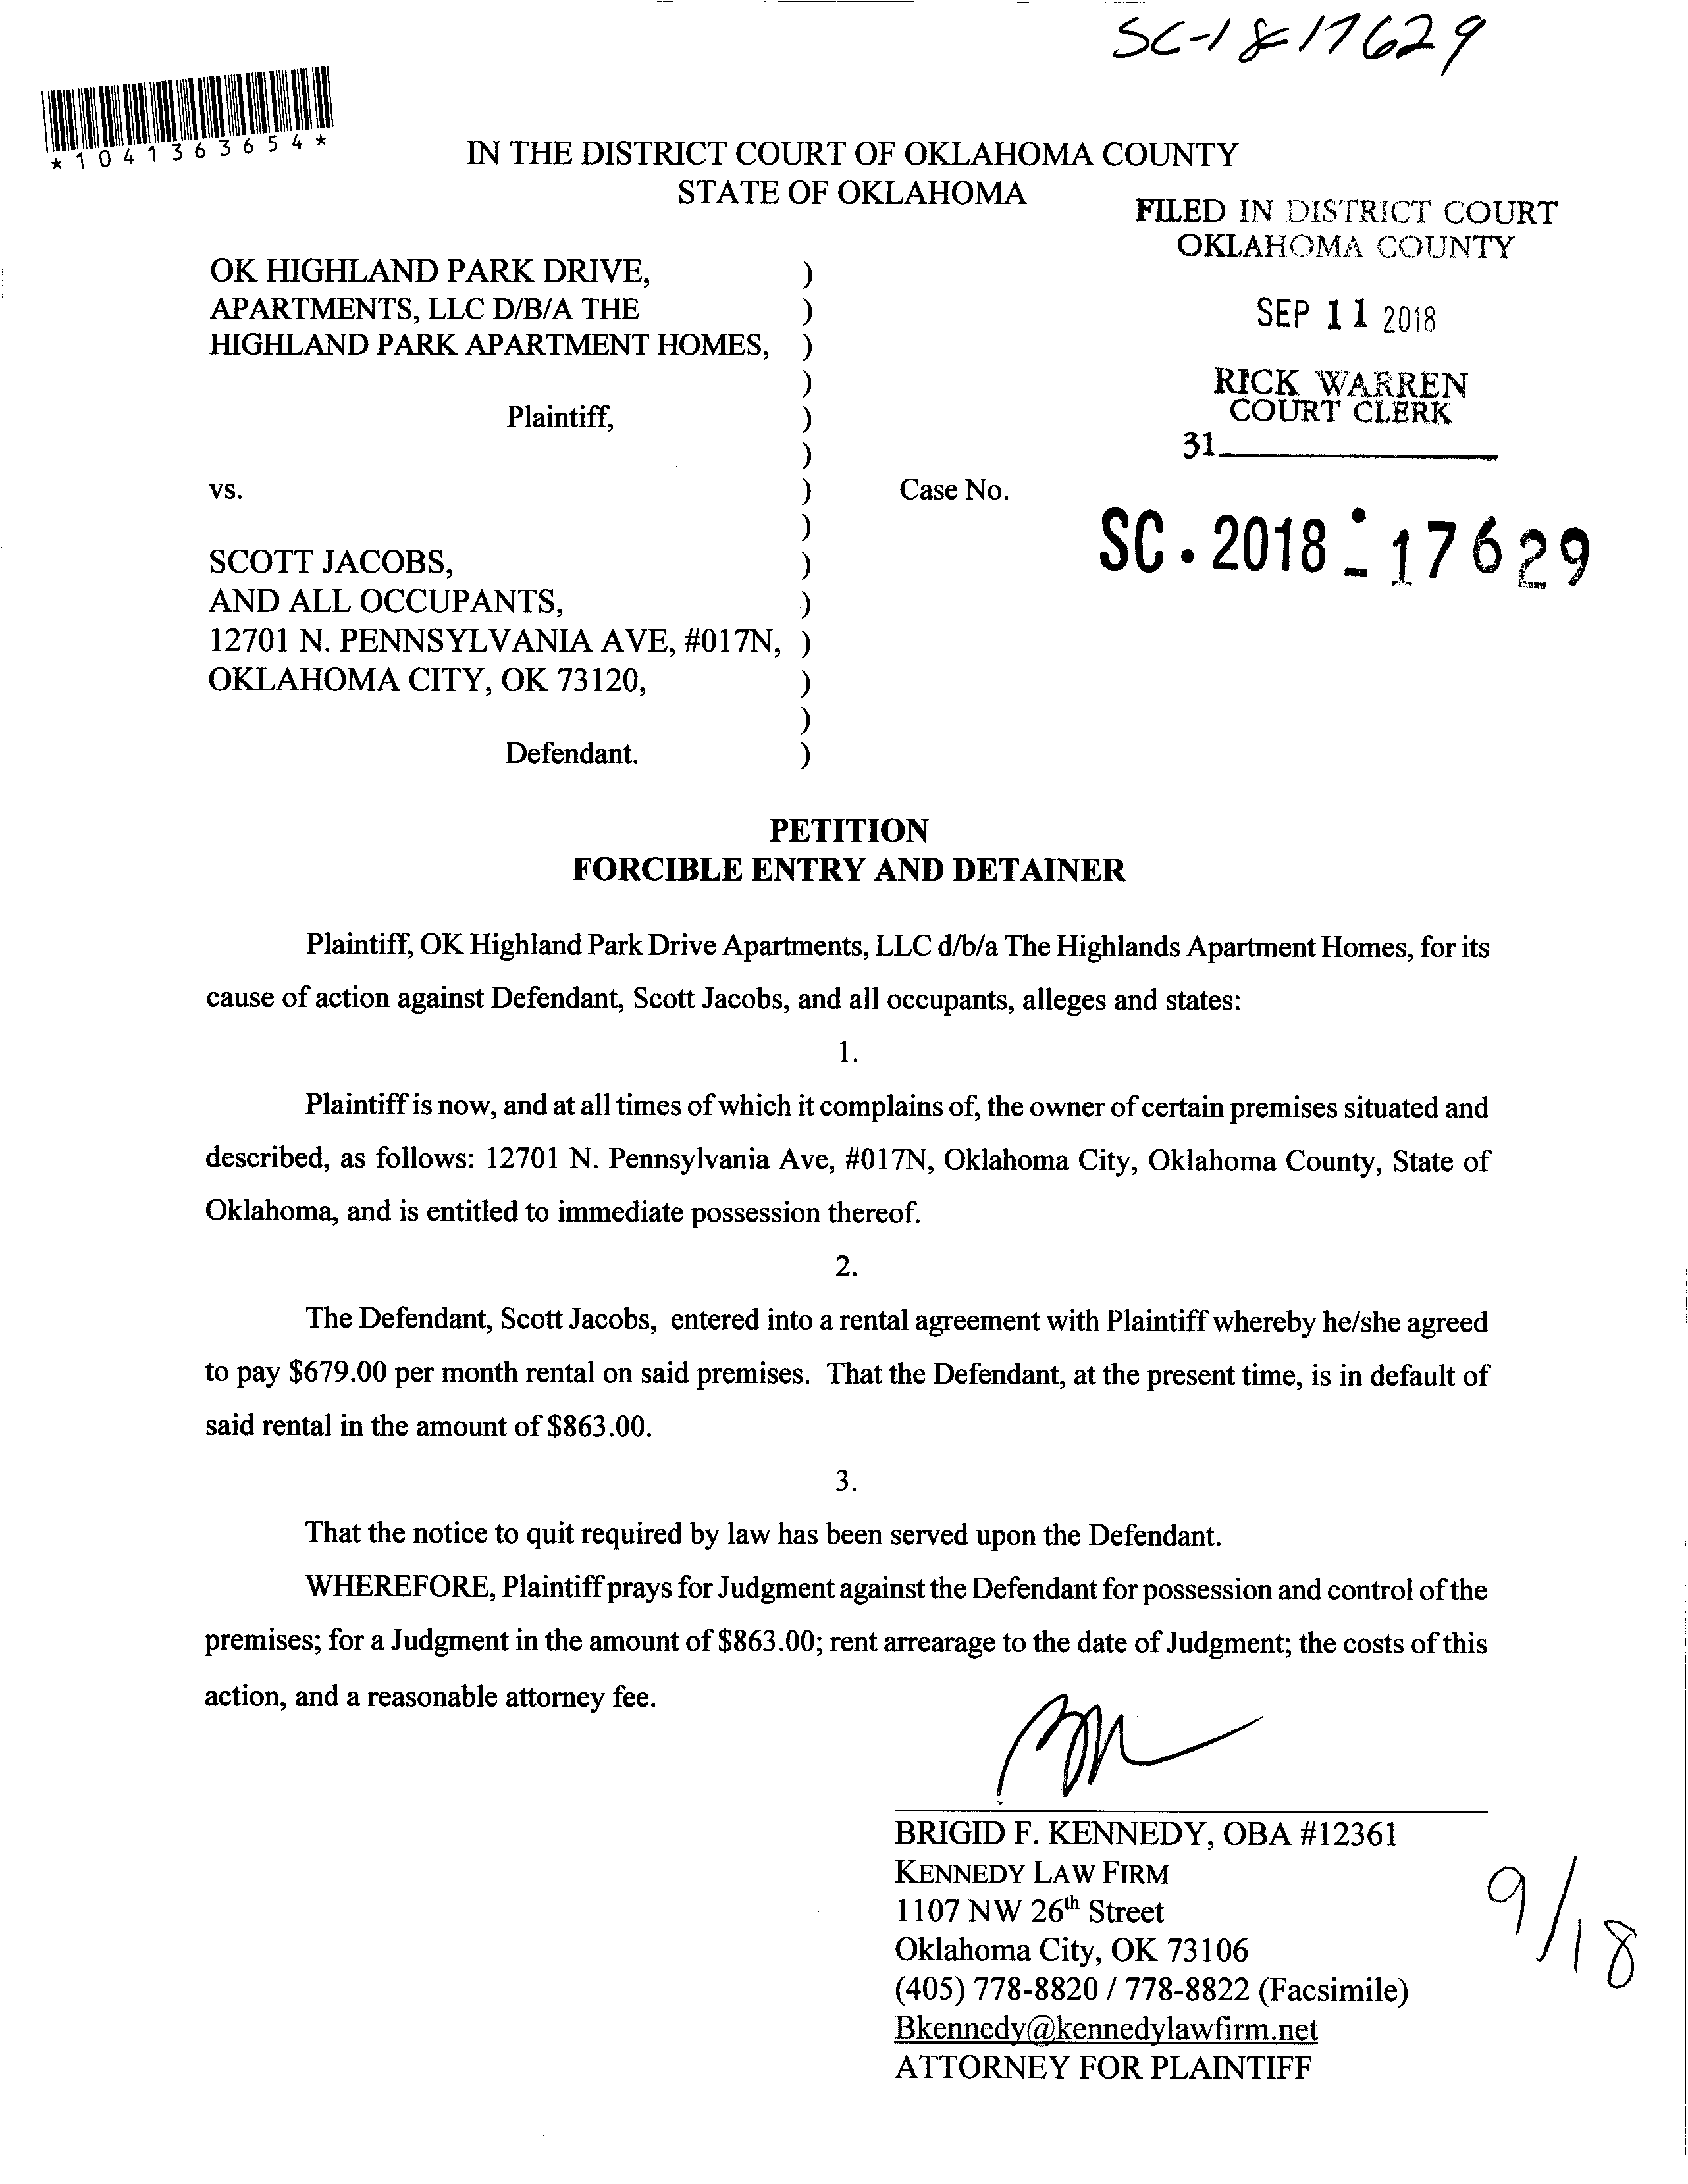 SC-18-17629
*1041363654*
IN THE DISTRICT COURT OF OKLAHOMA COUNTY
STATE OF OKLAHOMA
FILED IN DISTRICT COURT
OKLAHOMA COUNTY
SEP 11 2018
RICK WARREN
COURT CLERK
31
OK HIGHLAND PARK DRIVE, )
APARTMENTS, LLC D/B/A THE )
HIGHLAND PARK APARTMENT HOMES, )
)
Plaintiff, )
)
vs. ) Case No.
SC • 2018 - 17629
)
SCOTT JACOBS, )
AND ALL OCCUPANTS, )
12701 N. PENNSYLVANIA AVE, #017N, )
OKLAHOMA CITY, OK 73120, )
)
Defendant. )
PETITION
FORCIBLE ENTRY AND DETAINER
Plaintiff, OK Highland Park Drive Apartments, LLC d/b/a The Highlands Apartment Homes, for its
cause of action against Defendant, Scott Jacobs, and all occupants, alleges and states:
1.
Plaintiff is now, and at all times of which it complains of, the owner of certain premises situated and
described, as follows: 12701 N. Pennsylvania Ave, #017N, Oklahoma City, Oklahoma County, State of
Oklahoma, and is entitled to immediate possession thereof.
2.
The Defendant, Scott Jacobs, entered into a rental agreement with Plaintiff whereby he/she agreed
to pay $679.00 per month rental on said premises. That the Defendant, at the present time, is in default of
said rental in the amount of $863.00.
3.
That the notice to quit required by law has been served upon the Defendant.
WHEREFORE, Plaintiff prays for Judgment against the Defendant for possession and control of the
premises; for a Judgment in the amount of $863.00; rent arrearage to the date of Judgment; the costs of this
action, and a reasonable attorney fee.
BRIGID F. KENNEDY, OBA #12361
KENNEDY LAW FIRM
1107 NW 26th Street
Oklahoma City, OK 73106
(405) 778-8820 / 778-8822 (Facsimile)
Bkennedy@kennedylawfirm.net
ATTORNEY FOR PLAINTIFF
9/18